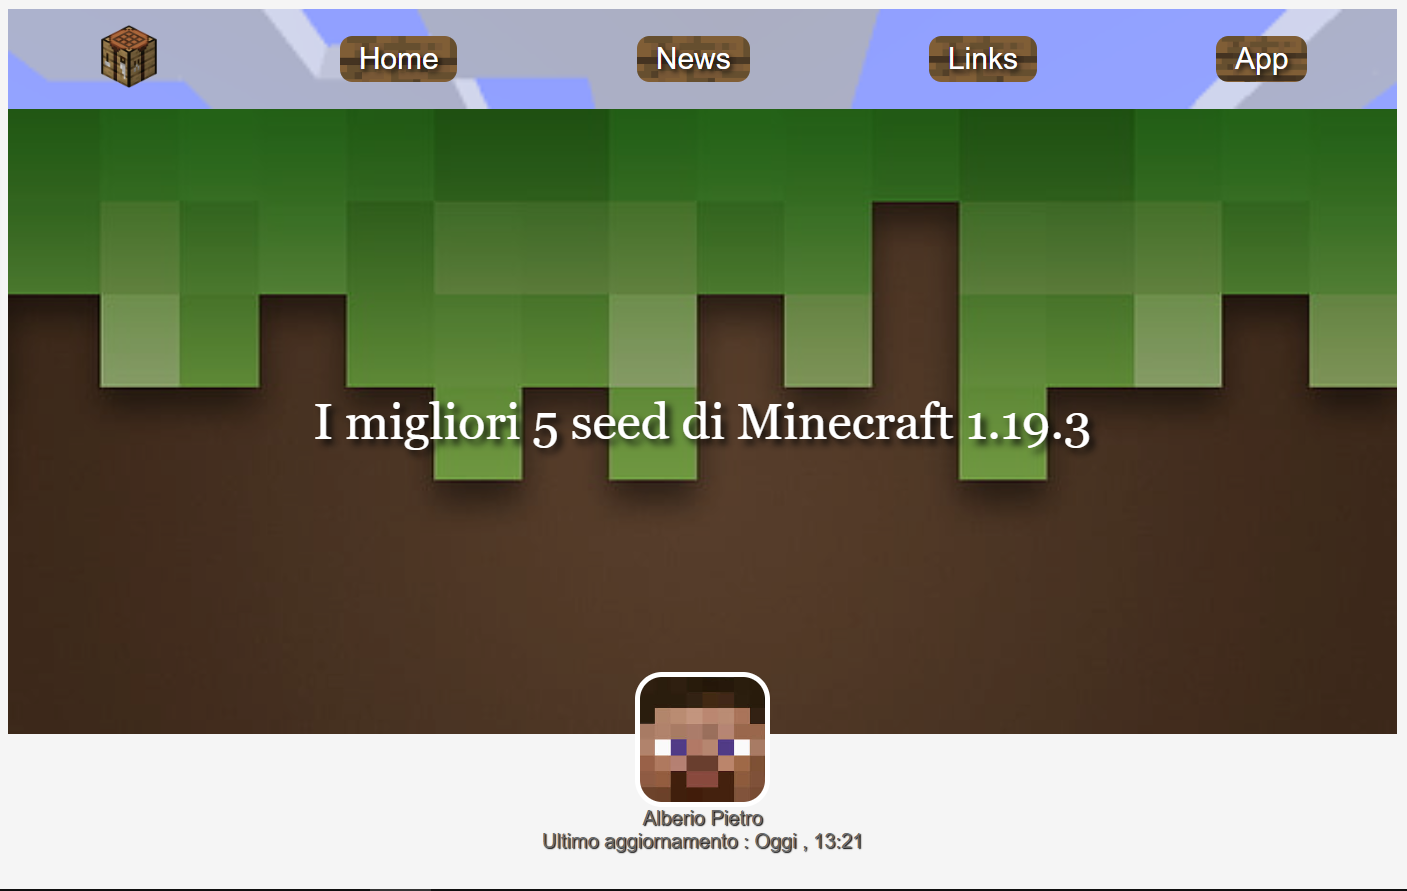 Home News Links App
I migliori 5 seed di Minecraft 1.19.3
Alberio Pietro
Ultimo aggiornamento : Oggi , 13:21